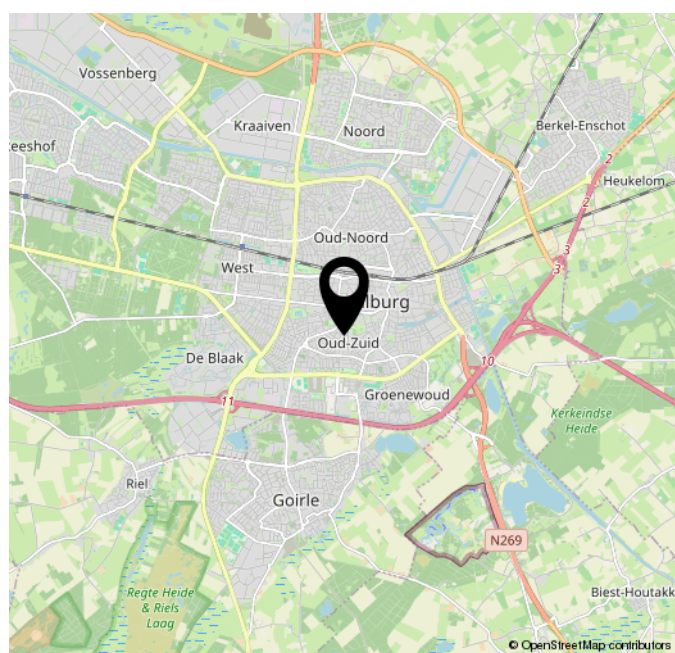 Vossenberg
Kraaiven
Noord
Berkel-Enschot
eeshof
2
Heukelom
2
Oud-Noord
3
West
3
lburg
Oud-Zuid
De Blaak
10
Groenewoud
11
Kerkeindse
Heide
Riel
Goirle
N269
Regte Heide
& Riels
Laag
Biest-Houtakk
© OpenStreetMap contributors